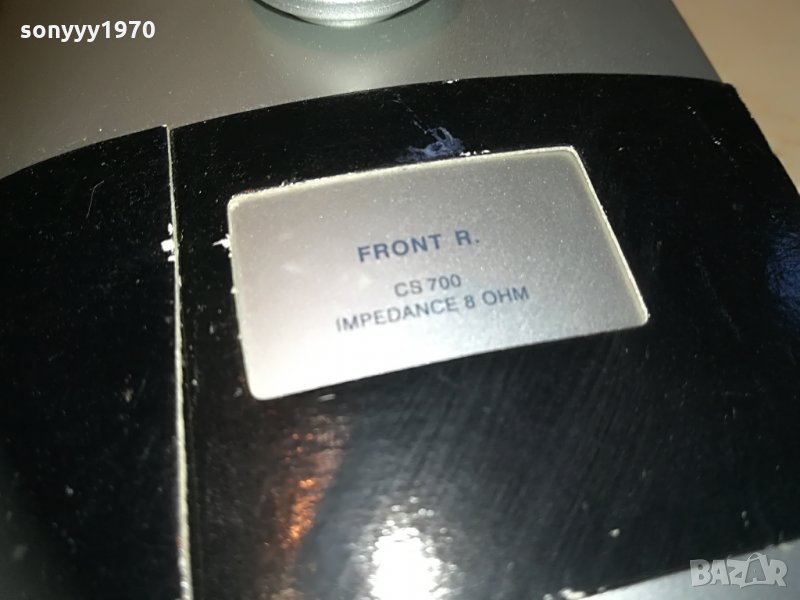 sonyyy1970
FRONT R.
CS 700
IMPEDANCE 8 OHM
BAZAR